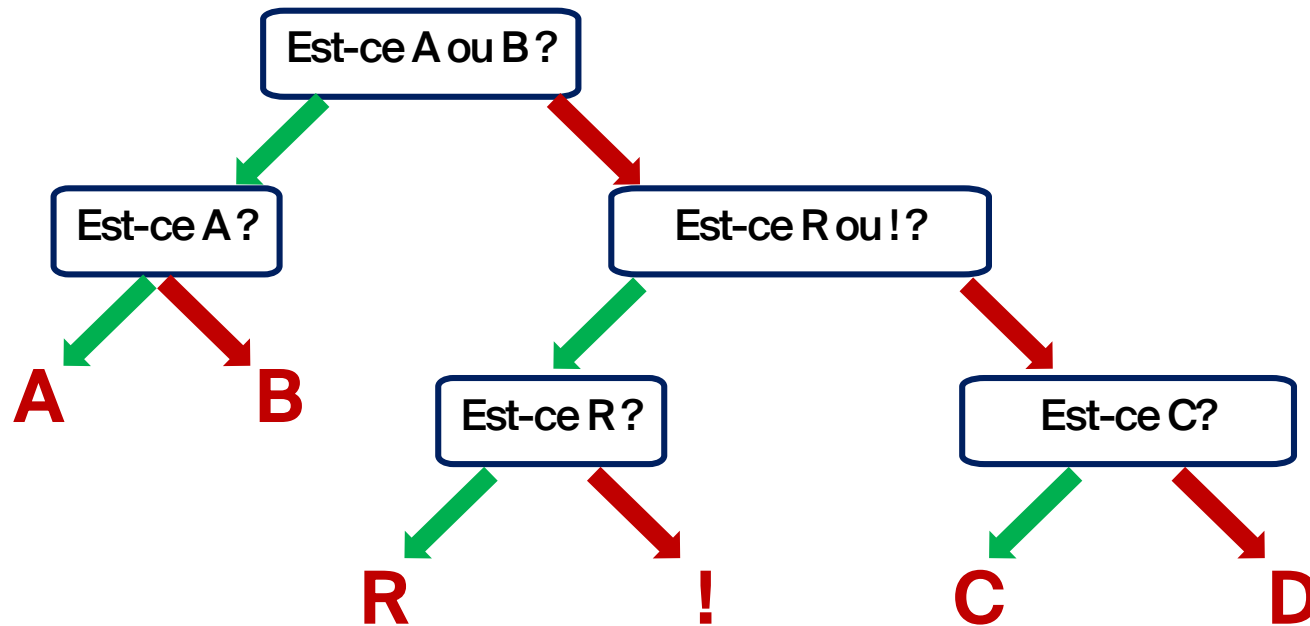 Est-ce A ou B ?
Est-ce A ?
Est-ce R ou ! ?
A
B
Est-ce R ?
Est-ce C?
R
!
C
D